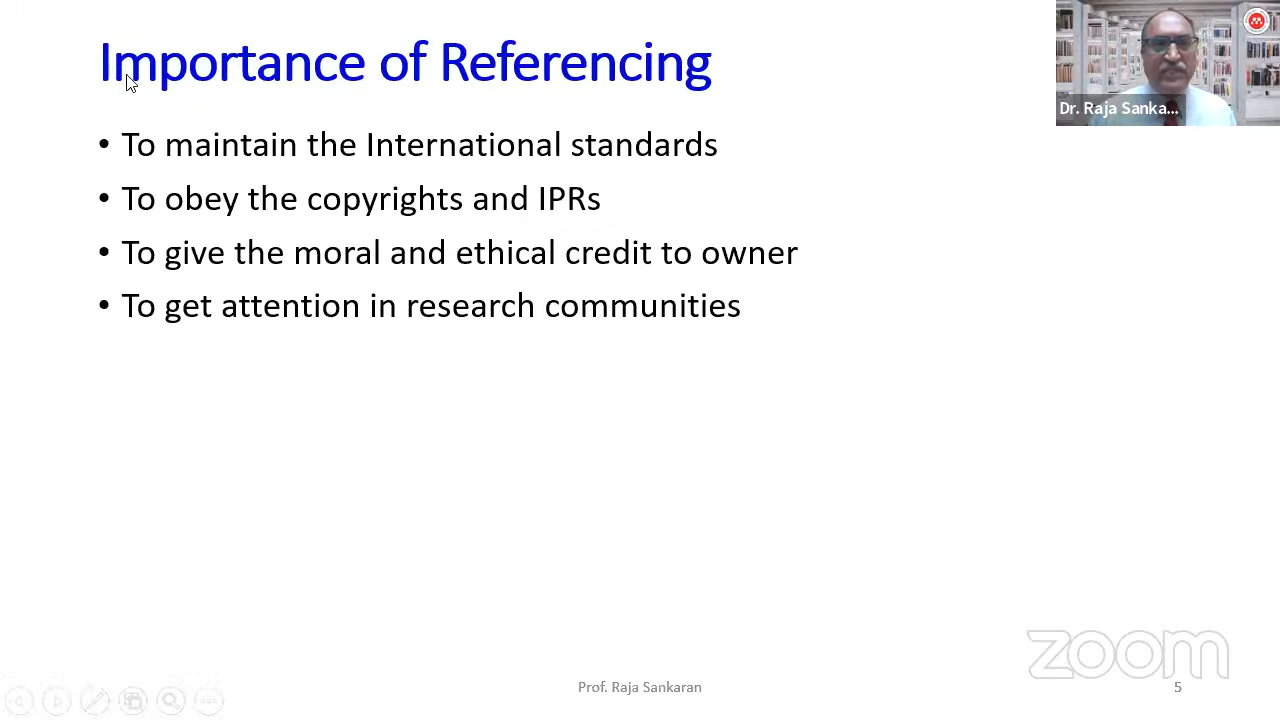 Importance of Referencing
Dr. Raja Sanka...
• To maintain the International standards
• To obey the copyrights and IPRs
• To give the moral and ethical credit to owner
• To get attention in research communities
zoom
Prof. Raja Sankaran
5